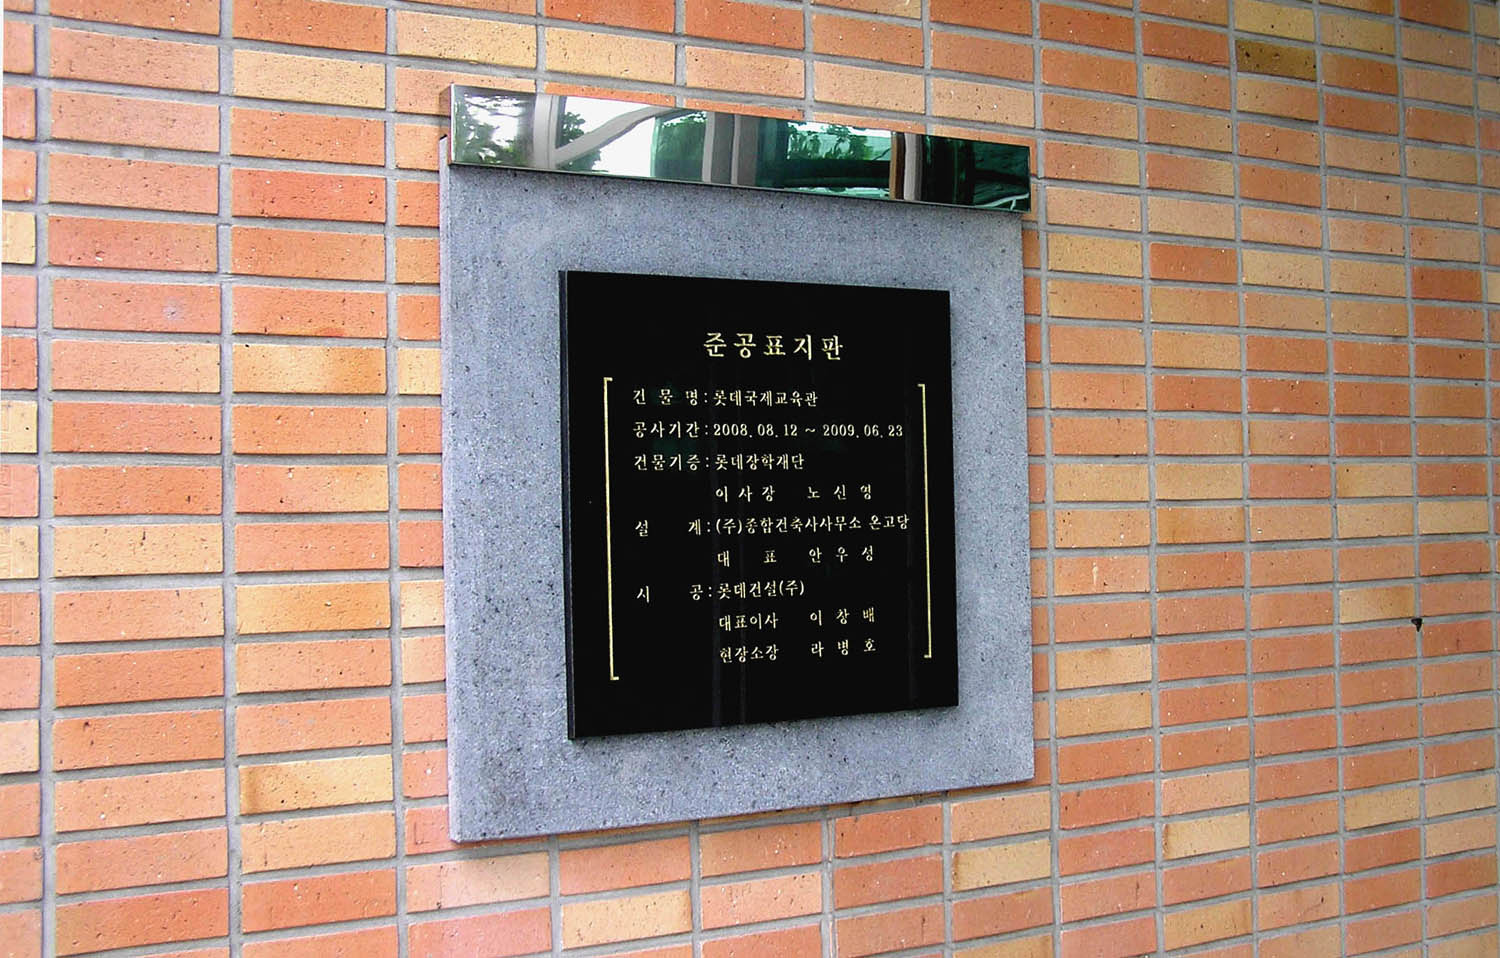 준공표지판
건 물 명 : 롯데국제교육관
공사기간 : 2008. 08. 12 ~ 2009. 06. 23
건물기증 : 롯데장학재단
이 사 장 노 신 영
설 계 : (주)종합건축사사무소 온고당
대 표 안 우 성
시 공 : 롯데건설(주)
대표이사 이 창 배
현장소장 라 병 호